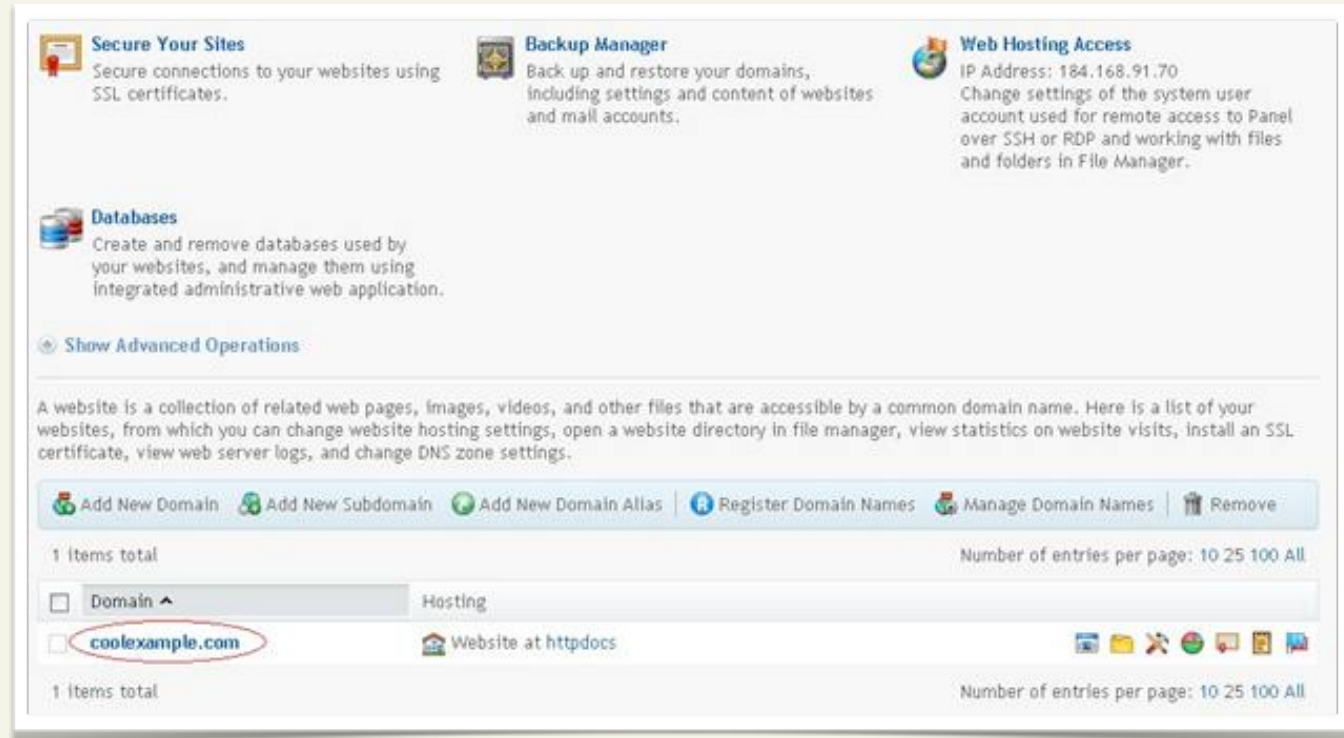 Secure Your Sites
Secure connections to your websites using
SSL certificates.
Backup Manager
Back up and restore your domains,
including settings and content of websites
and mail accounts.
Web Hosting Access
IP Address: 184.168.91.70
Change settings of the system user
account used for remote access to Panel
over SSH or RDP and working with files
and folders in File Manager.
Databases
Create and remove databases used by
your websites, and manage them using
integrated administrative web application.
Show Advanced Operations
A website is a collection of related web pages, images, videos, and other files that are accessible by a common domain name. Here is a list of your
websites, from which you can change website hosting settings, open a website directory in file manager, view statistics on website visits, install an SSL
certificate, view web server logs, and change DNS zone settings.
Add New Domain Add New Subdomain Add New Domain Alias Register Domain Names Manage Domain Names Remove
1 items total Number of entries per page: 10 25 100 All
Domain Hosting
coolexample.com Website at httpdocs
1 items total Number of entries per page: 10 25 100 All